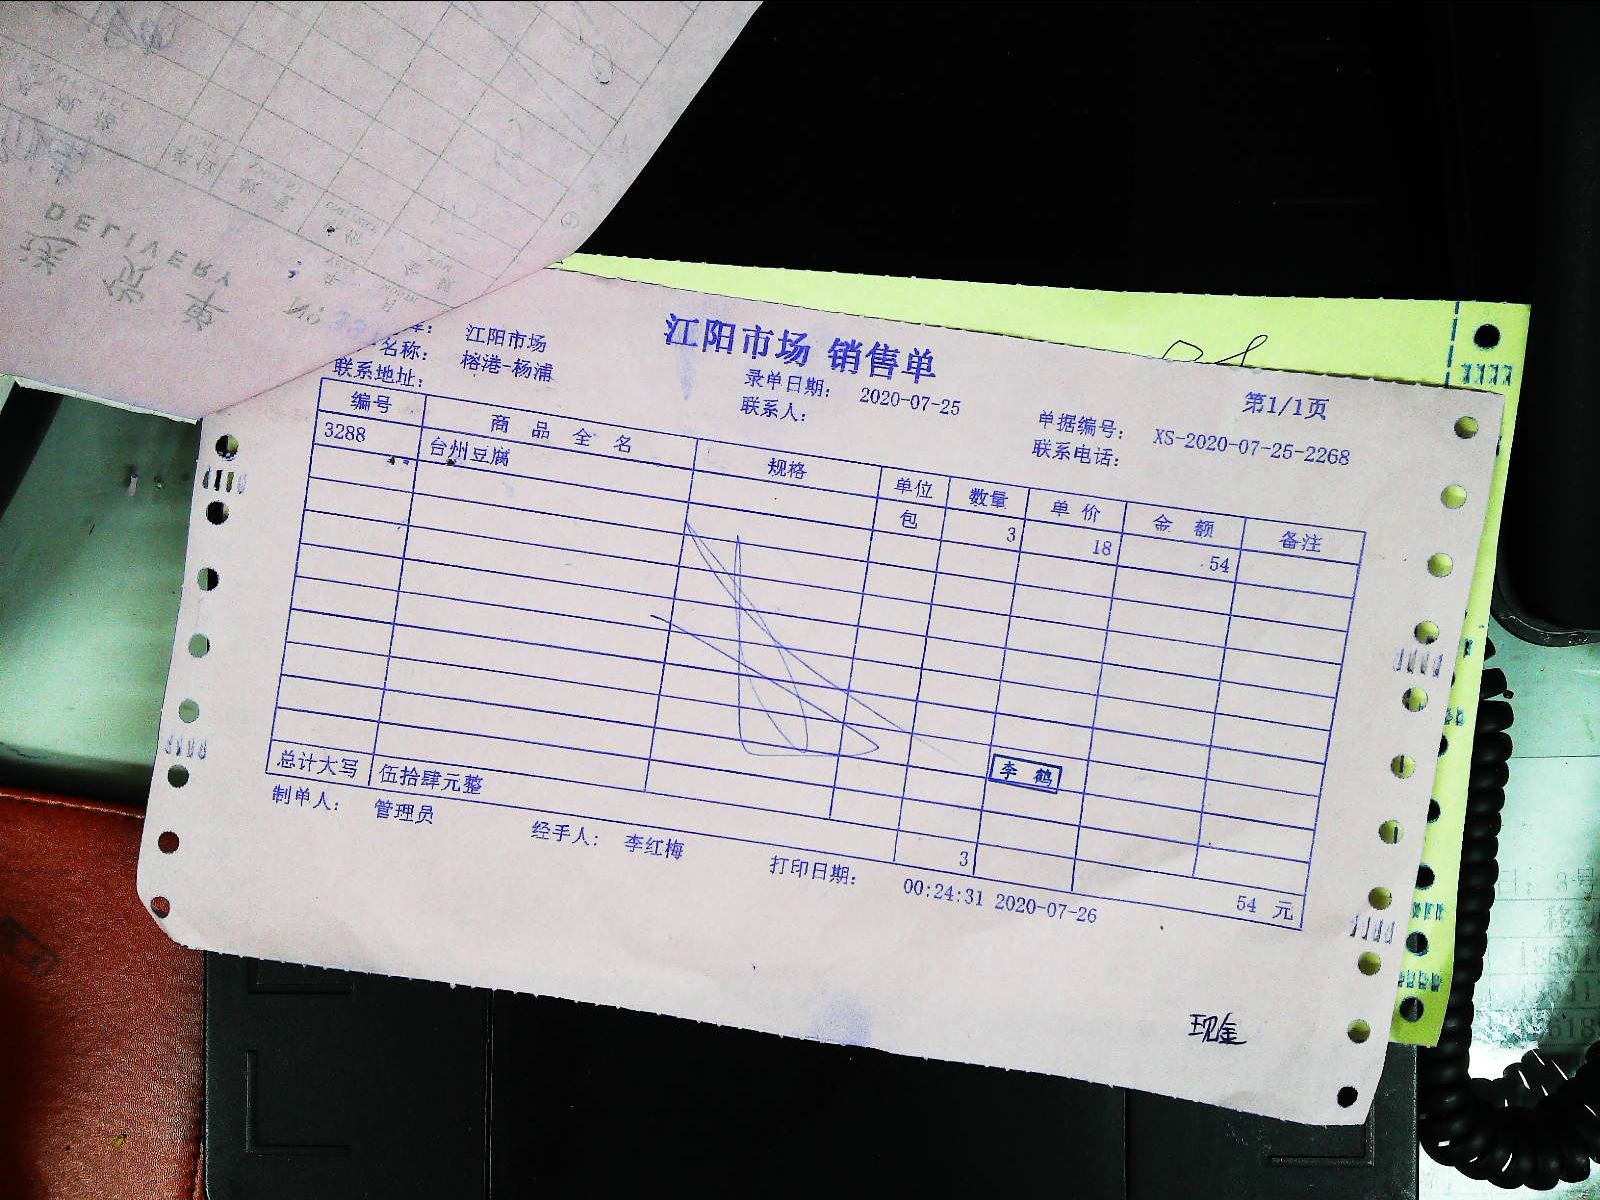 送货单
DELIVERY
江阳市场 销售单
库： 江阳市场
名称： 榕港-杨浦
录单日期： 2020-07-25
第1/1页
联系地址：
联系人：
单据编号： XS-2020-07-25-2268
联系电话：
编号 商品全名 规格 单位 数量 单价 金额 备注
3288 台州豆腐 包 3 18 54
李鹤
总计大写 伍拾肆元整 3 54 元
制单人： 管理员 经手人： 李红梅 打印日期： 00:24:31 2020-07-26
现金